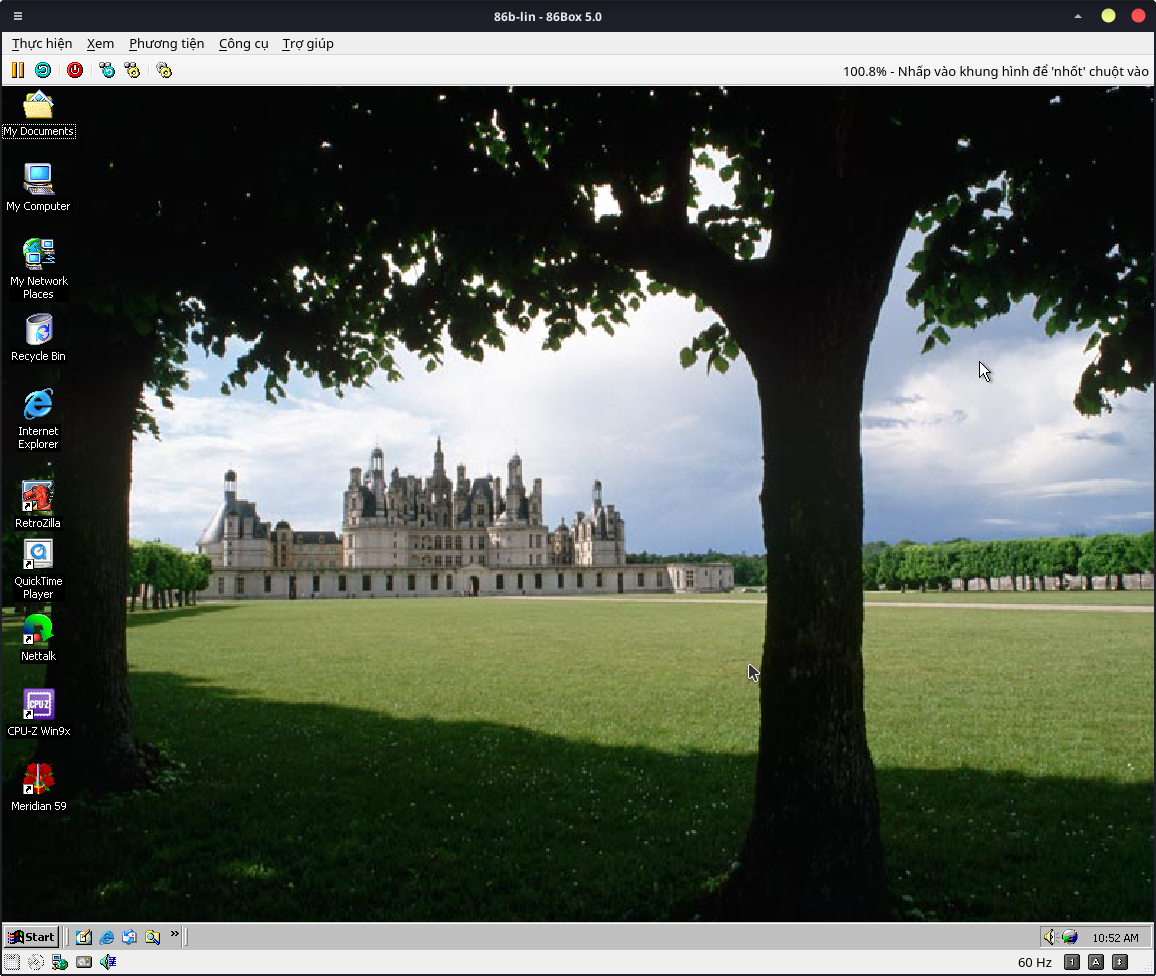 86b-lin - 86Box 5.0
Thực hiện Xem Phương tiện Công cụ Trợ giúp
100.8% - Nhấp vào khung hình để 'nhốt' chuột vào
My Documents
My Computer
My Network
Places
Recycle Bin
Internet
Explorer
RetroZilla
QuickTime
Player
Nettalk
CPU-Z Win9x
Meridian 59
Start
10:52 AM
60 Hz